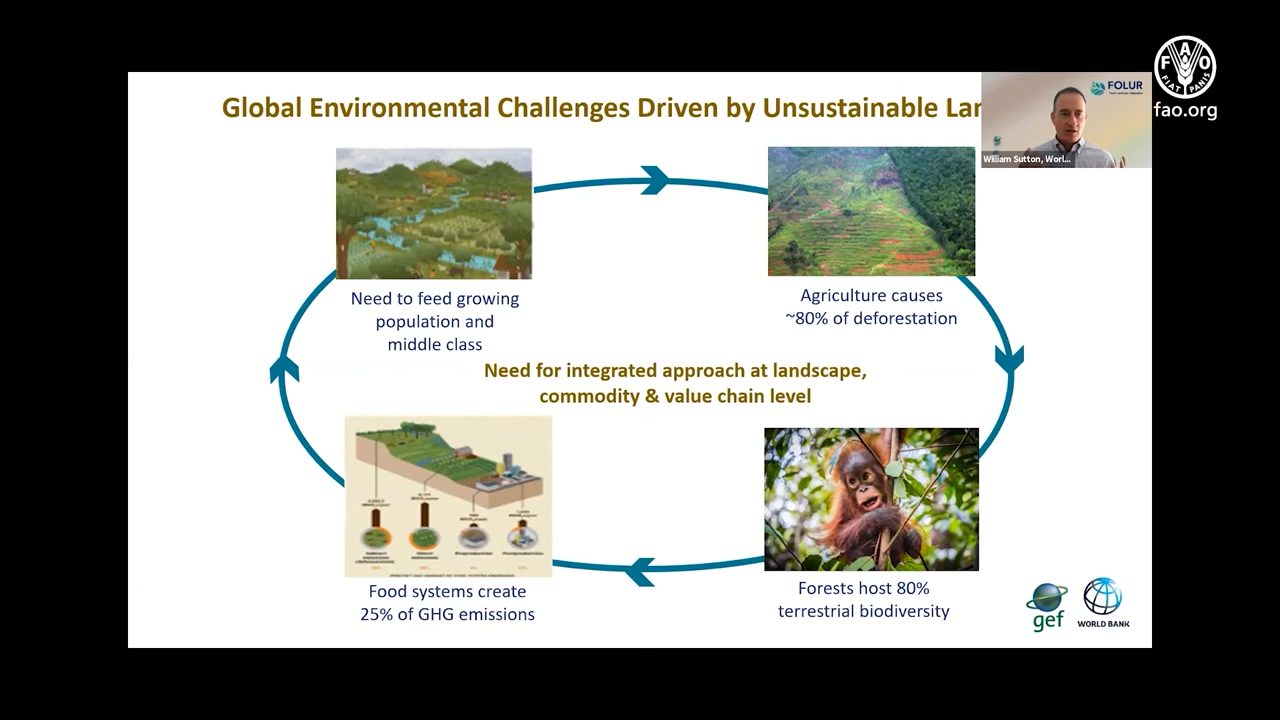 Global Environmental Challenges Driven by Unsustainable Lan
FOLUR
William Sutton, Worl...
FAO
FIAT PANIS
fao.org
Need to feed growing
population and
middle class
Agriculture causes
~80% of deforestation
Need for integrated approach at landscape,
commodity & value chain level
Food systems create
25% of GHG emissions
Forests host 80%
terrestrial biodiversity
gef
WORLD BANK